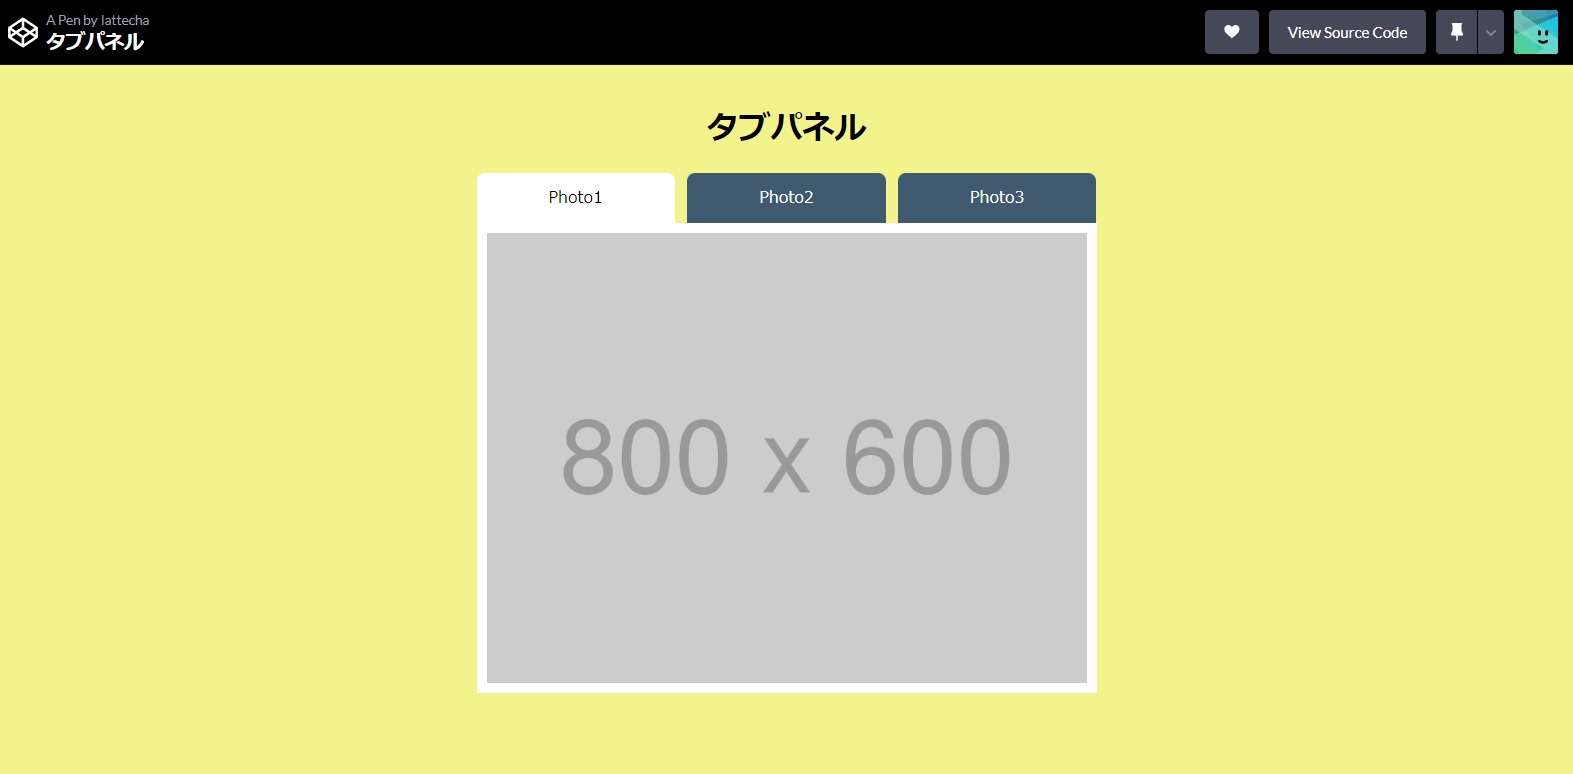 A Pen by lattecha
タブパネル
View Source Code
タブパネル
Photo1 Photo2 Photo3
800 x 600